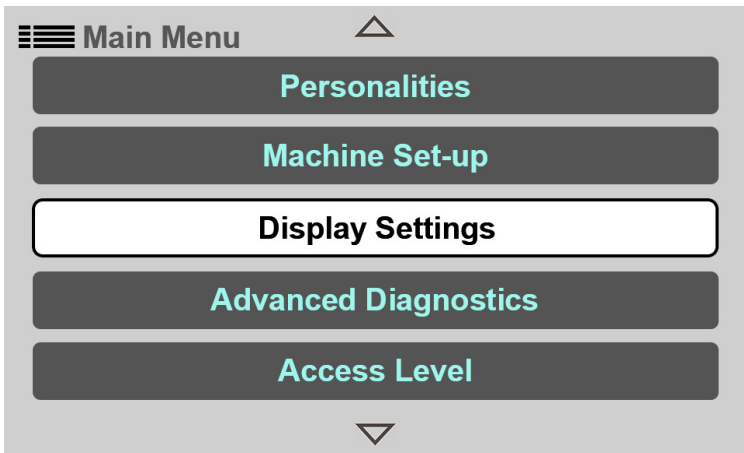 Main Menu
Personalities
Machine Set-up
Display Settings
Advanced Diagnostics
Access Level